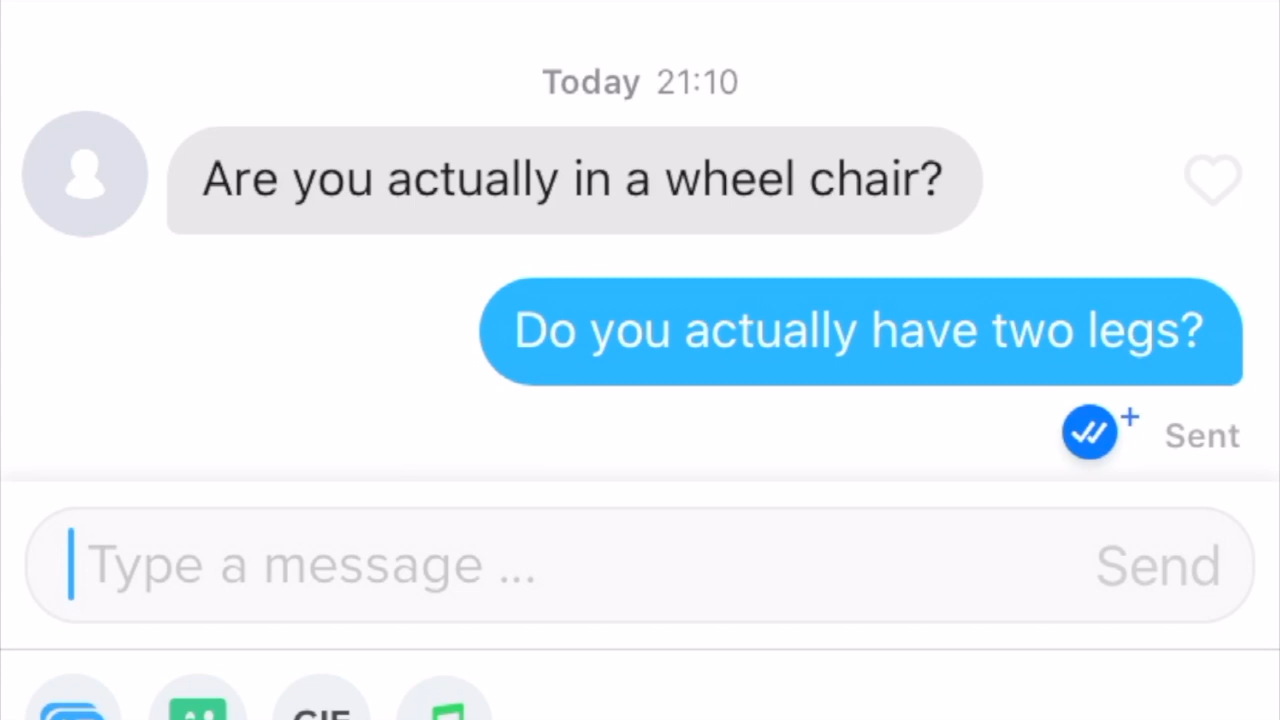 Today 21:10
Are you actually in a wheel chair?
Do you actually have two legs?
Sent
Type a message ...
Send
GIF